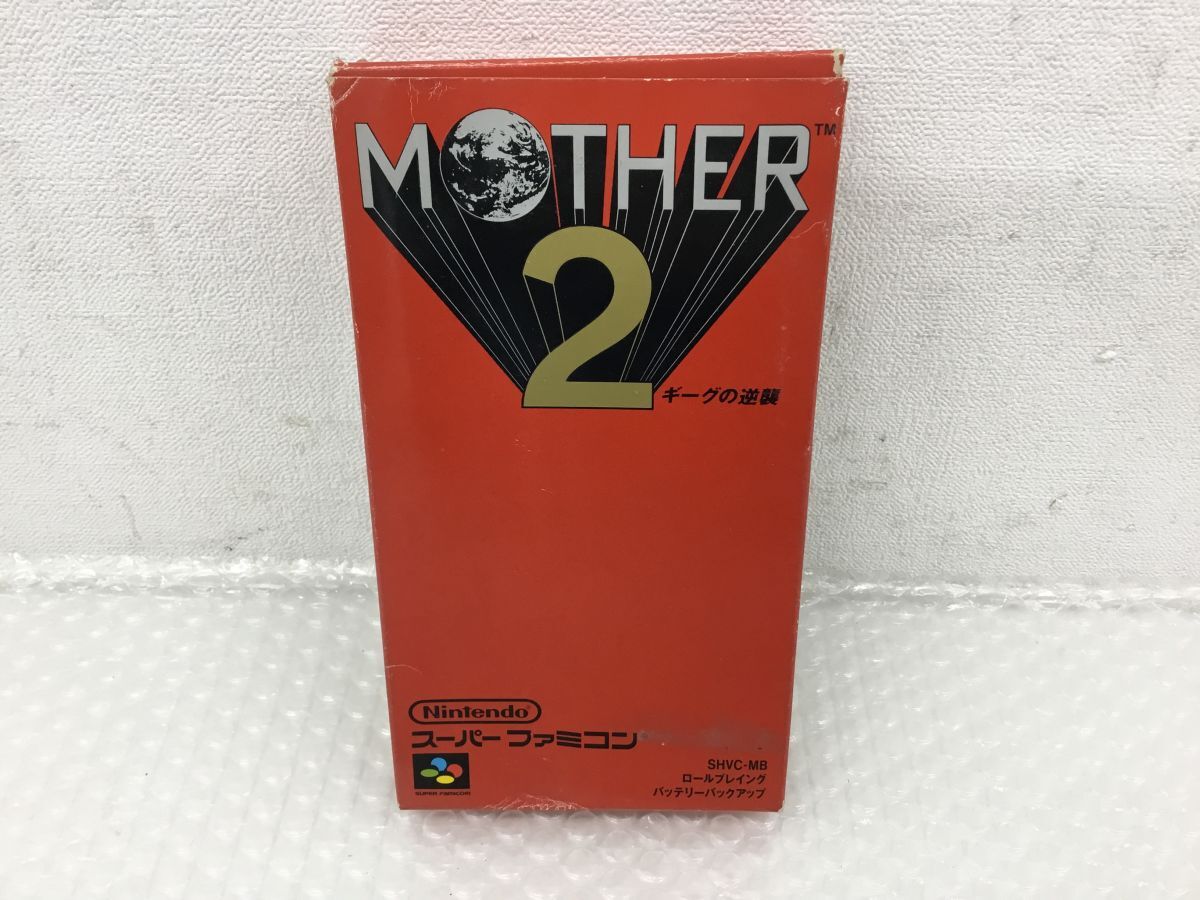 MOTHER™
2
ギーグの逆襲
Nintendo®
スーパーファミコン
SHVC-MB
ロールプレイング
バッテリーバックアップ
SUPER FAMICOM